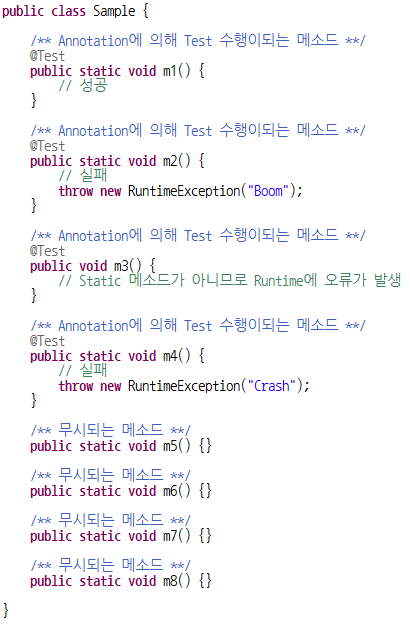 public class Sample {
/** Annotation에 의해 Test 수행이되는 메소드 **/
@Test
public static void m1() {
// 성공
}
/** Annotation에 의해 Test 수행이되는 메소드 **/
@Test
public static void m2() {
// 실패
throw new RuntimeException("Boom");
}
/** Annotation에 의해 Test 수행이되는 메소드 **/
@Test
public void m3() {
// Static 메소드가 아니므로 Runtime에 오류가 발생
}
/** Annotation에 의해 Test 수행이되는 메소드 **/
@Test
public static void m4() {
// 실패
throw new RuntimeException("Crash");
}
/** 무시되는 메소드 **/
public static void m5() {}
/** 무시되는 메소드 **/
public static void m6() {}
/** 무시되는 메소드 **/
public static void m7() {}
/** 무시되는 메소드 **/
public static void m8() {}
}